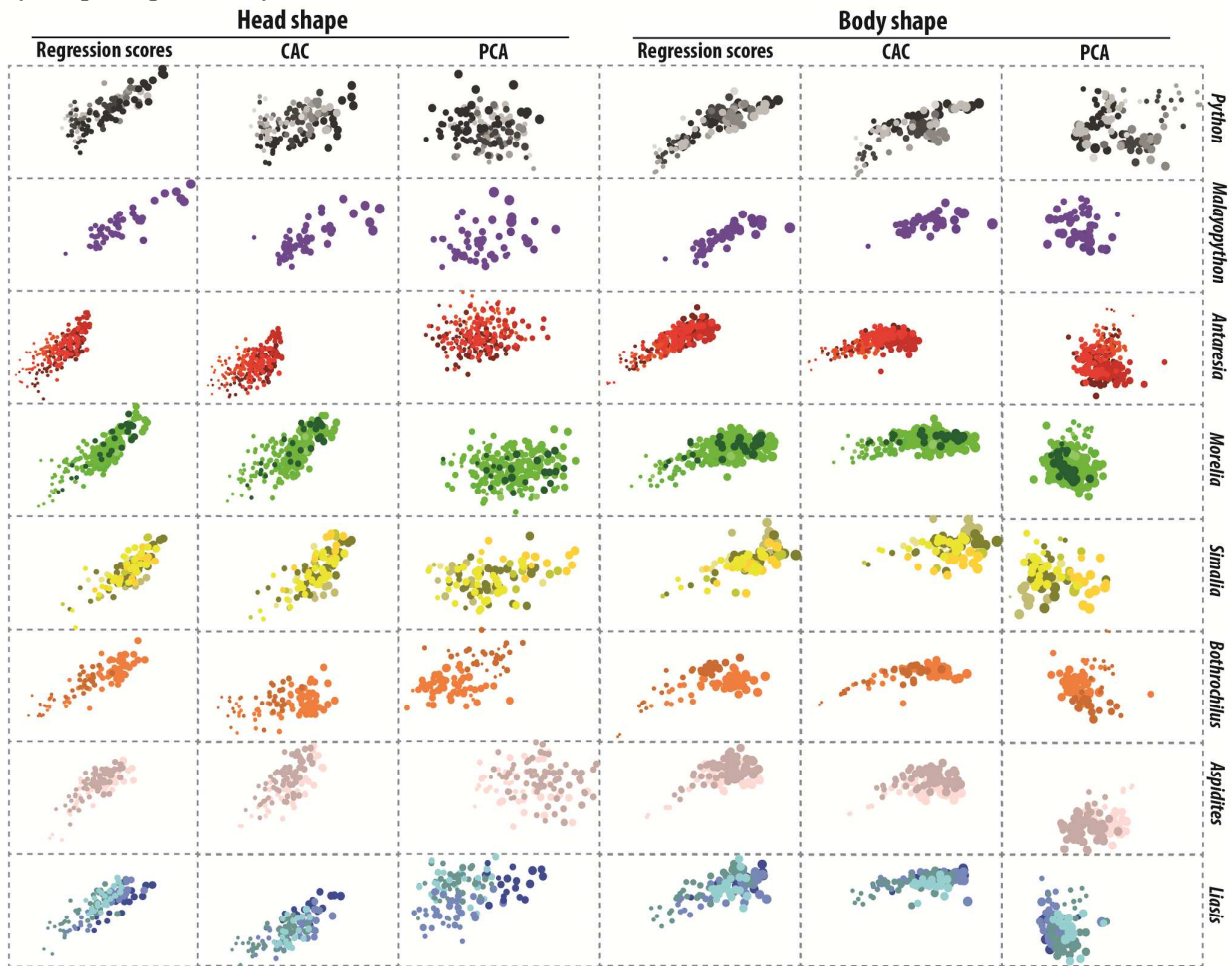 Head shape
Body shape
Regression scores
CAC
PCA
Regression scores
CAC
PCA
Python
Malayopython
Antaresia
Morelia
Simalia
Bothrochilus
Aspidites
Liasis